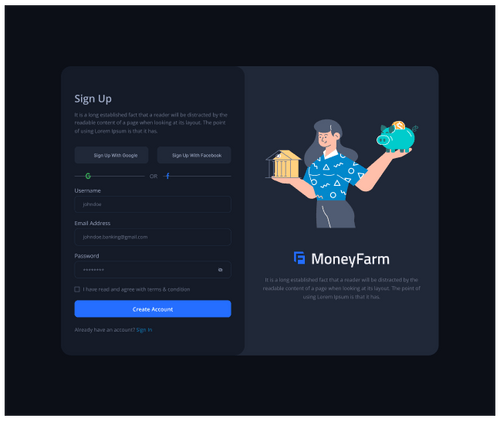 Sign Up
It is a long established fact that a reader will be distracted by the
readable content of a page when looking at its layout. The point
of using Lorem Ipsum is that it has.
Sign Up With Google
Sign Up With Facebook
G
OR
f
Username
johndoe
Email Address
johndoe.banking@gmail.com
Password
********
I have read and agree with terms & condition
Create Account
Already have an account? Sign In
MoneyFarm
It is a long established fact that a reader will be distracted by the
readable content of a page when looking at its layout. The point of
using Lorem Ipsum is that it has.